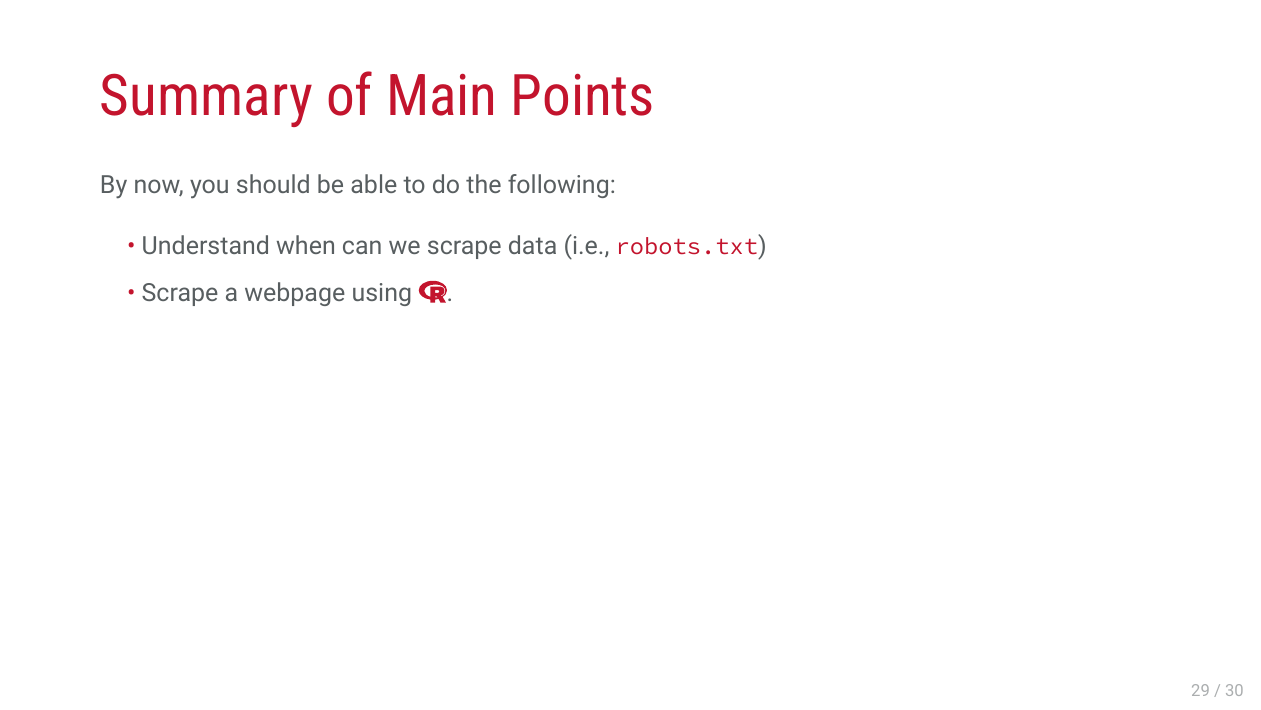 Summary of Main Points
By now, you should be able to do the following:
• Understand when can we scrape data (i.e., robots.txt)
• Scrape a webpage using R.
29 / 30